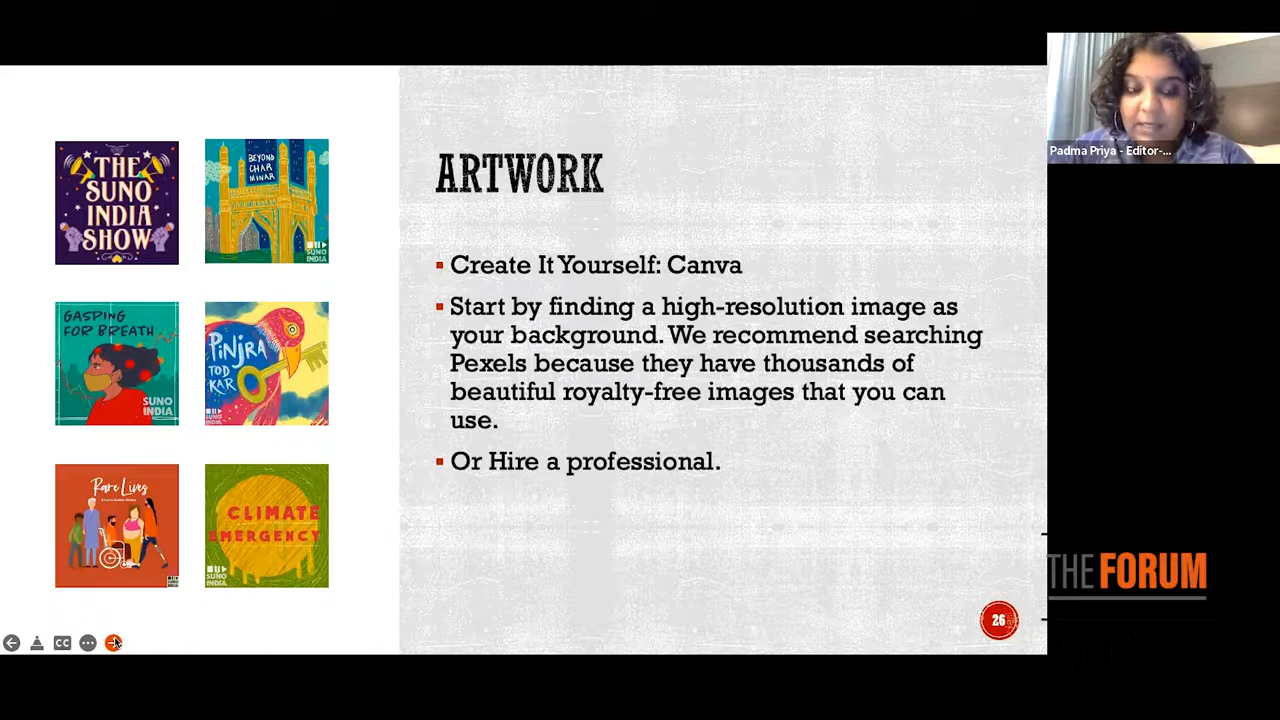 THE
SUNO
INDIA
SHOW
BEYOND
CHAR
MINAR
SUNO
INDIA
GASPING
FOR BREATH
SUNO
INDIA
PINJRA
TOD
KAR
SUNO
INDIA
Rare Lives
CLIMATE
EMERGENCY
SUNO
INDIA
ARTWORK
▪ Create It Yourself: Canva
▪ Start by finding a high-resolution image as
your background. We recommend searching
Pexels because they have thousands of
beautiful royalty-free images that you can
use.
▪ Or Hire a professional.
26
CC
Padma Priya - Editor-...
THE FORUM